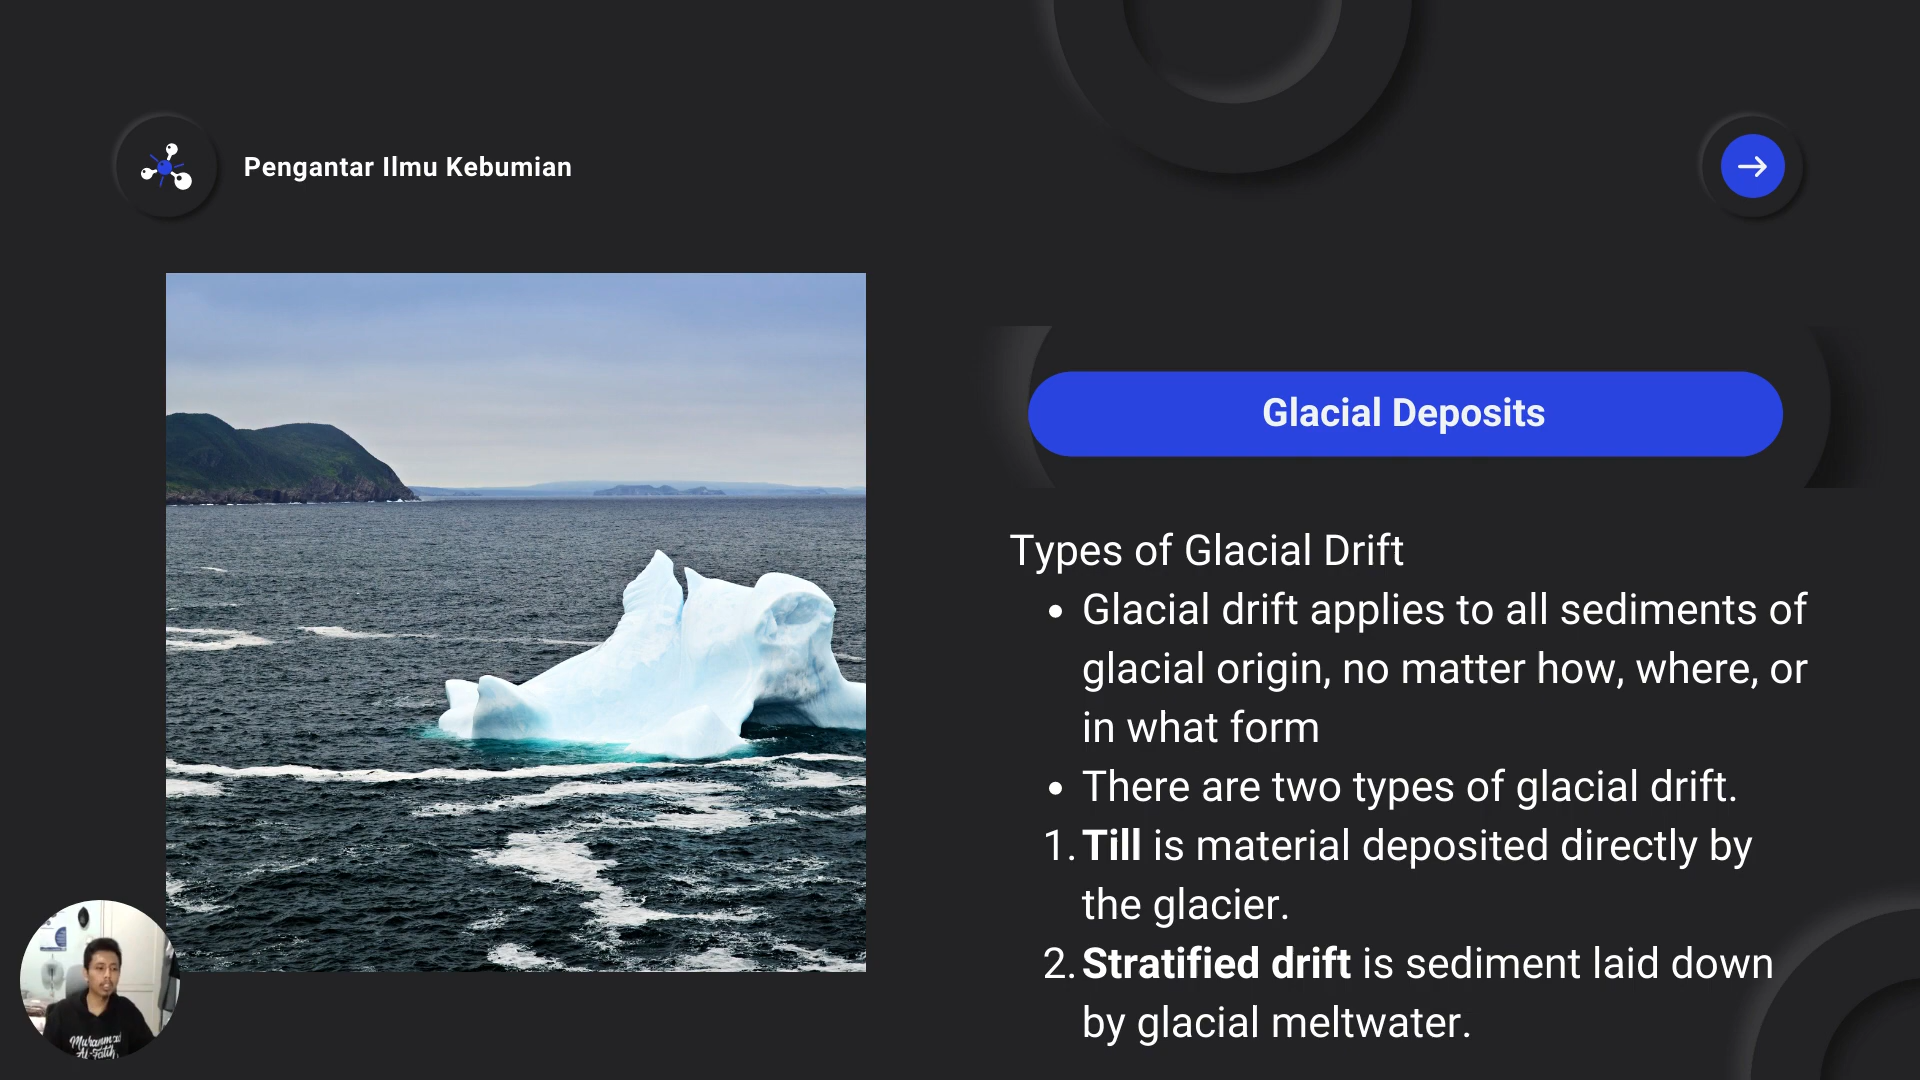 Pengantar Ilmu Kebumian
Glacial Deposits
Types of Glacial Drift
• Glacial drift applies to all sediments of
glacial origin, no matter how, where, or
in what form
• There are two types of glacial drift.
1. Till is material deposited directly by
the glacier.
2. Stratified drift is sediment laid down
by glacial meltwater.